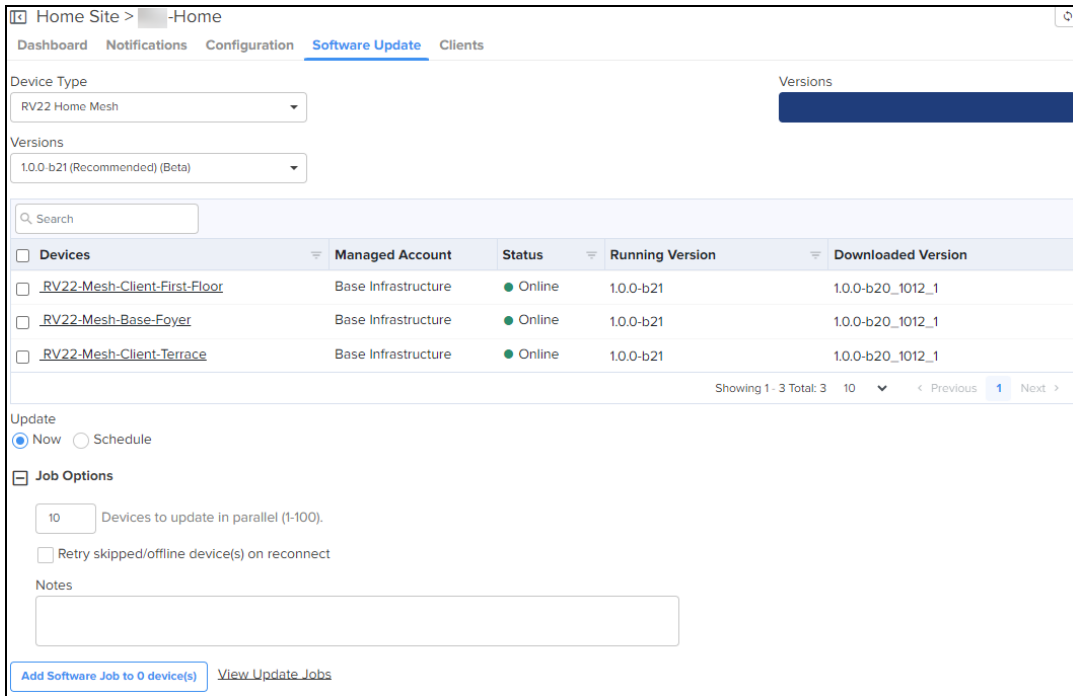 Home Site > -Home
Dashboard Notifications Configuration Software Update Clients
Device Type
Versions
RV22 Home Mesh
Versions
1.0.0-b21 (Recommended) (Beta)
Search
Devices Managed Account Status Running Version Downloaded Version
RV22-Mesh-Client-First-Floor Base Infrastructure Online 1.0.0-b21 1.0.0-b20_1012_1
RV22-Mesh-Base-Foyer Base Infrastructure Online 1.0.0-b21 1.0.0-b20_1012_1
RV22-Mesh-Client-Terrace Base Infrastructure Online 1.0.0-b21 1.0.0-b20_1012_1
Showing 1 - 3 Total: 3 10 < Previous 1 Next >
Update
Now Schedule
Job Options
10 Devices to update in parallel (1-100).
Retry skipped/offline device(s) on reconnect
Notes
Add Software Job to 0 device(s) View Update Jobs